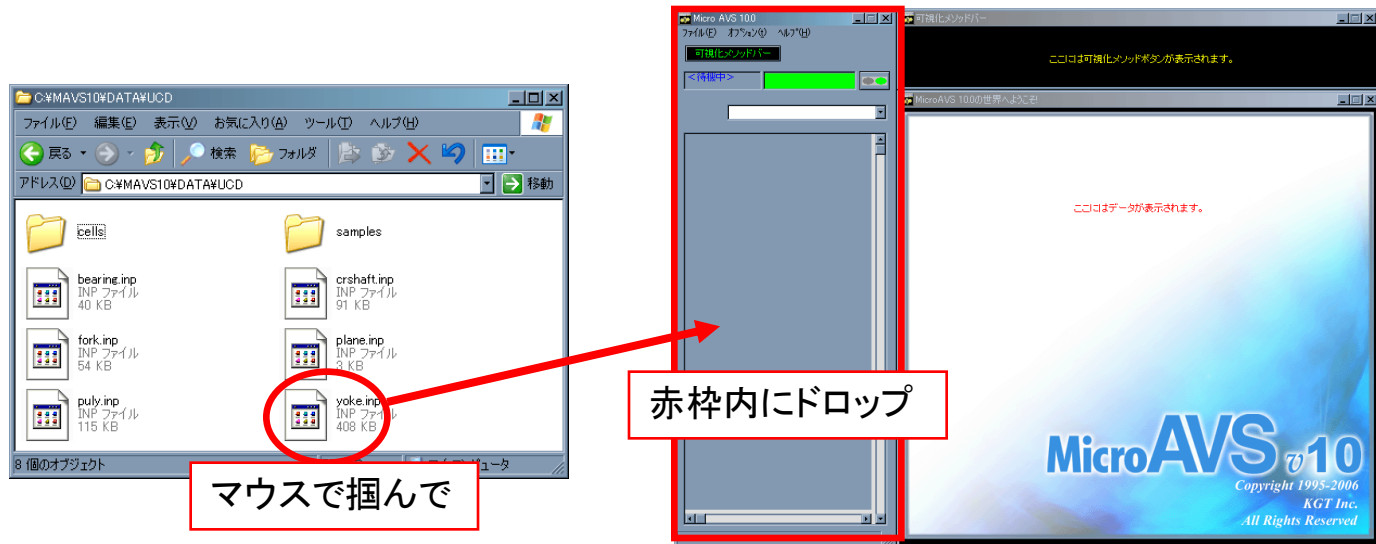 C:¥MAVS10¥DATA¥UCD
ファイル(F) 編集(E) 表示(V) お気に入り(A) ツール(T) ヘルプ(H)
戻る 検索 フォルダ
アドレス(D) C:¥MAVS10¥DATA¥UCD 移動
cells
samples
bearing.inp
INP ファイル
40 KB
crshaft.inp
INP ファイル
91 KB
fork.inp
INP ファイル
54 KB
plane.inp
INP ファイル
3 KB
puly.inp
INP ファイル
115 KB
yoke.inp
INP ファイル
408 KB
8 個のオブジェクト
マウスで掴んで
Micro AVS 10.0
ファイル(F) オプション(O) ヘルプ(H)
可視化メソッドバー
<待機中>
赤枠内にドロップ
可視化メソッドバー
ここには可視化メソッドボタンが表示されます。
MicroAVS 10.0の世界へようこそ!
ここにはデータが表示されます。
MicroAVS v10
Copyright 1995-2006
KGT Inc.
All Rights Reserved